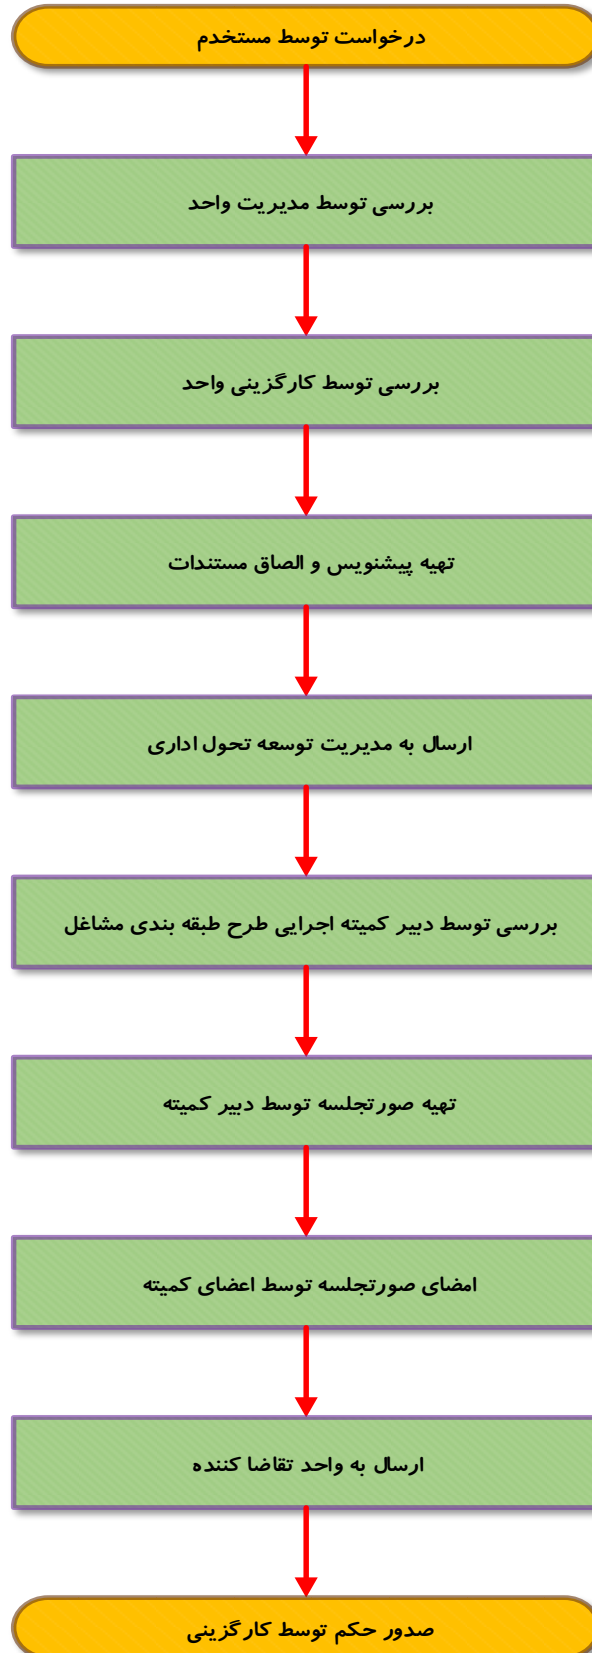 درخواست توسط مستخدم
بررسی توسط مدیریت واحد
بررسی توسط کارگزینی واحد
تهیه پیشنویس و الصاق مستندات
ارسال به مدیریت توسعه تحول اداری
بررسی توسط دبیر کمیته اجرایی طرح طبقه بندی مشاغل
تهیه صورتجلسه توسط دبیر کمیته
امضای صورتجلسه توسط اعضای کمیته
ارسال به واحد تقاضا کننده
صدور حکم توسط کارگزینی